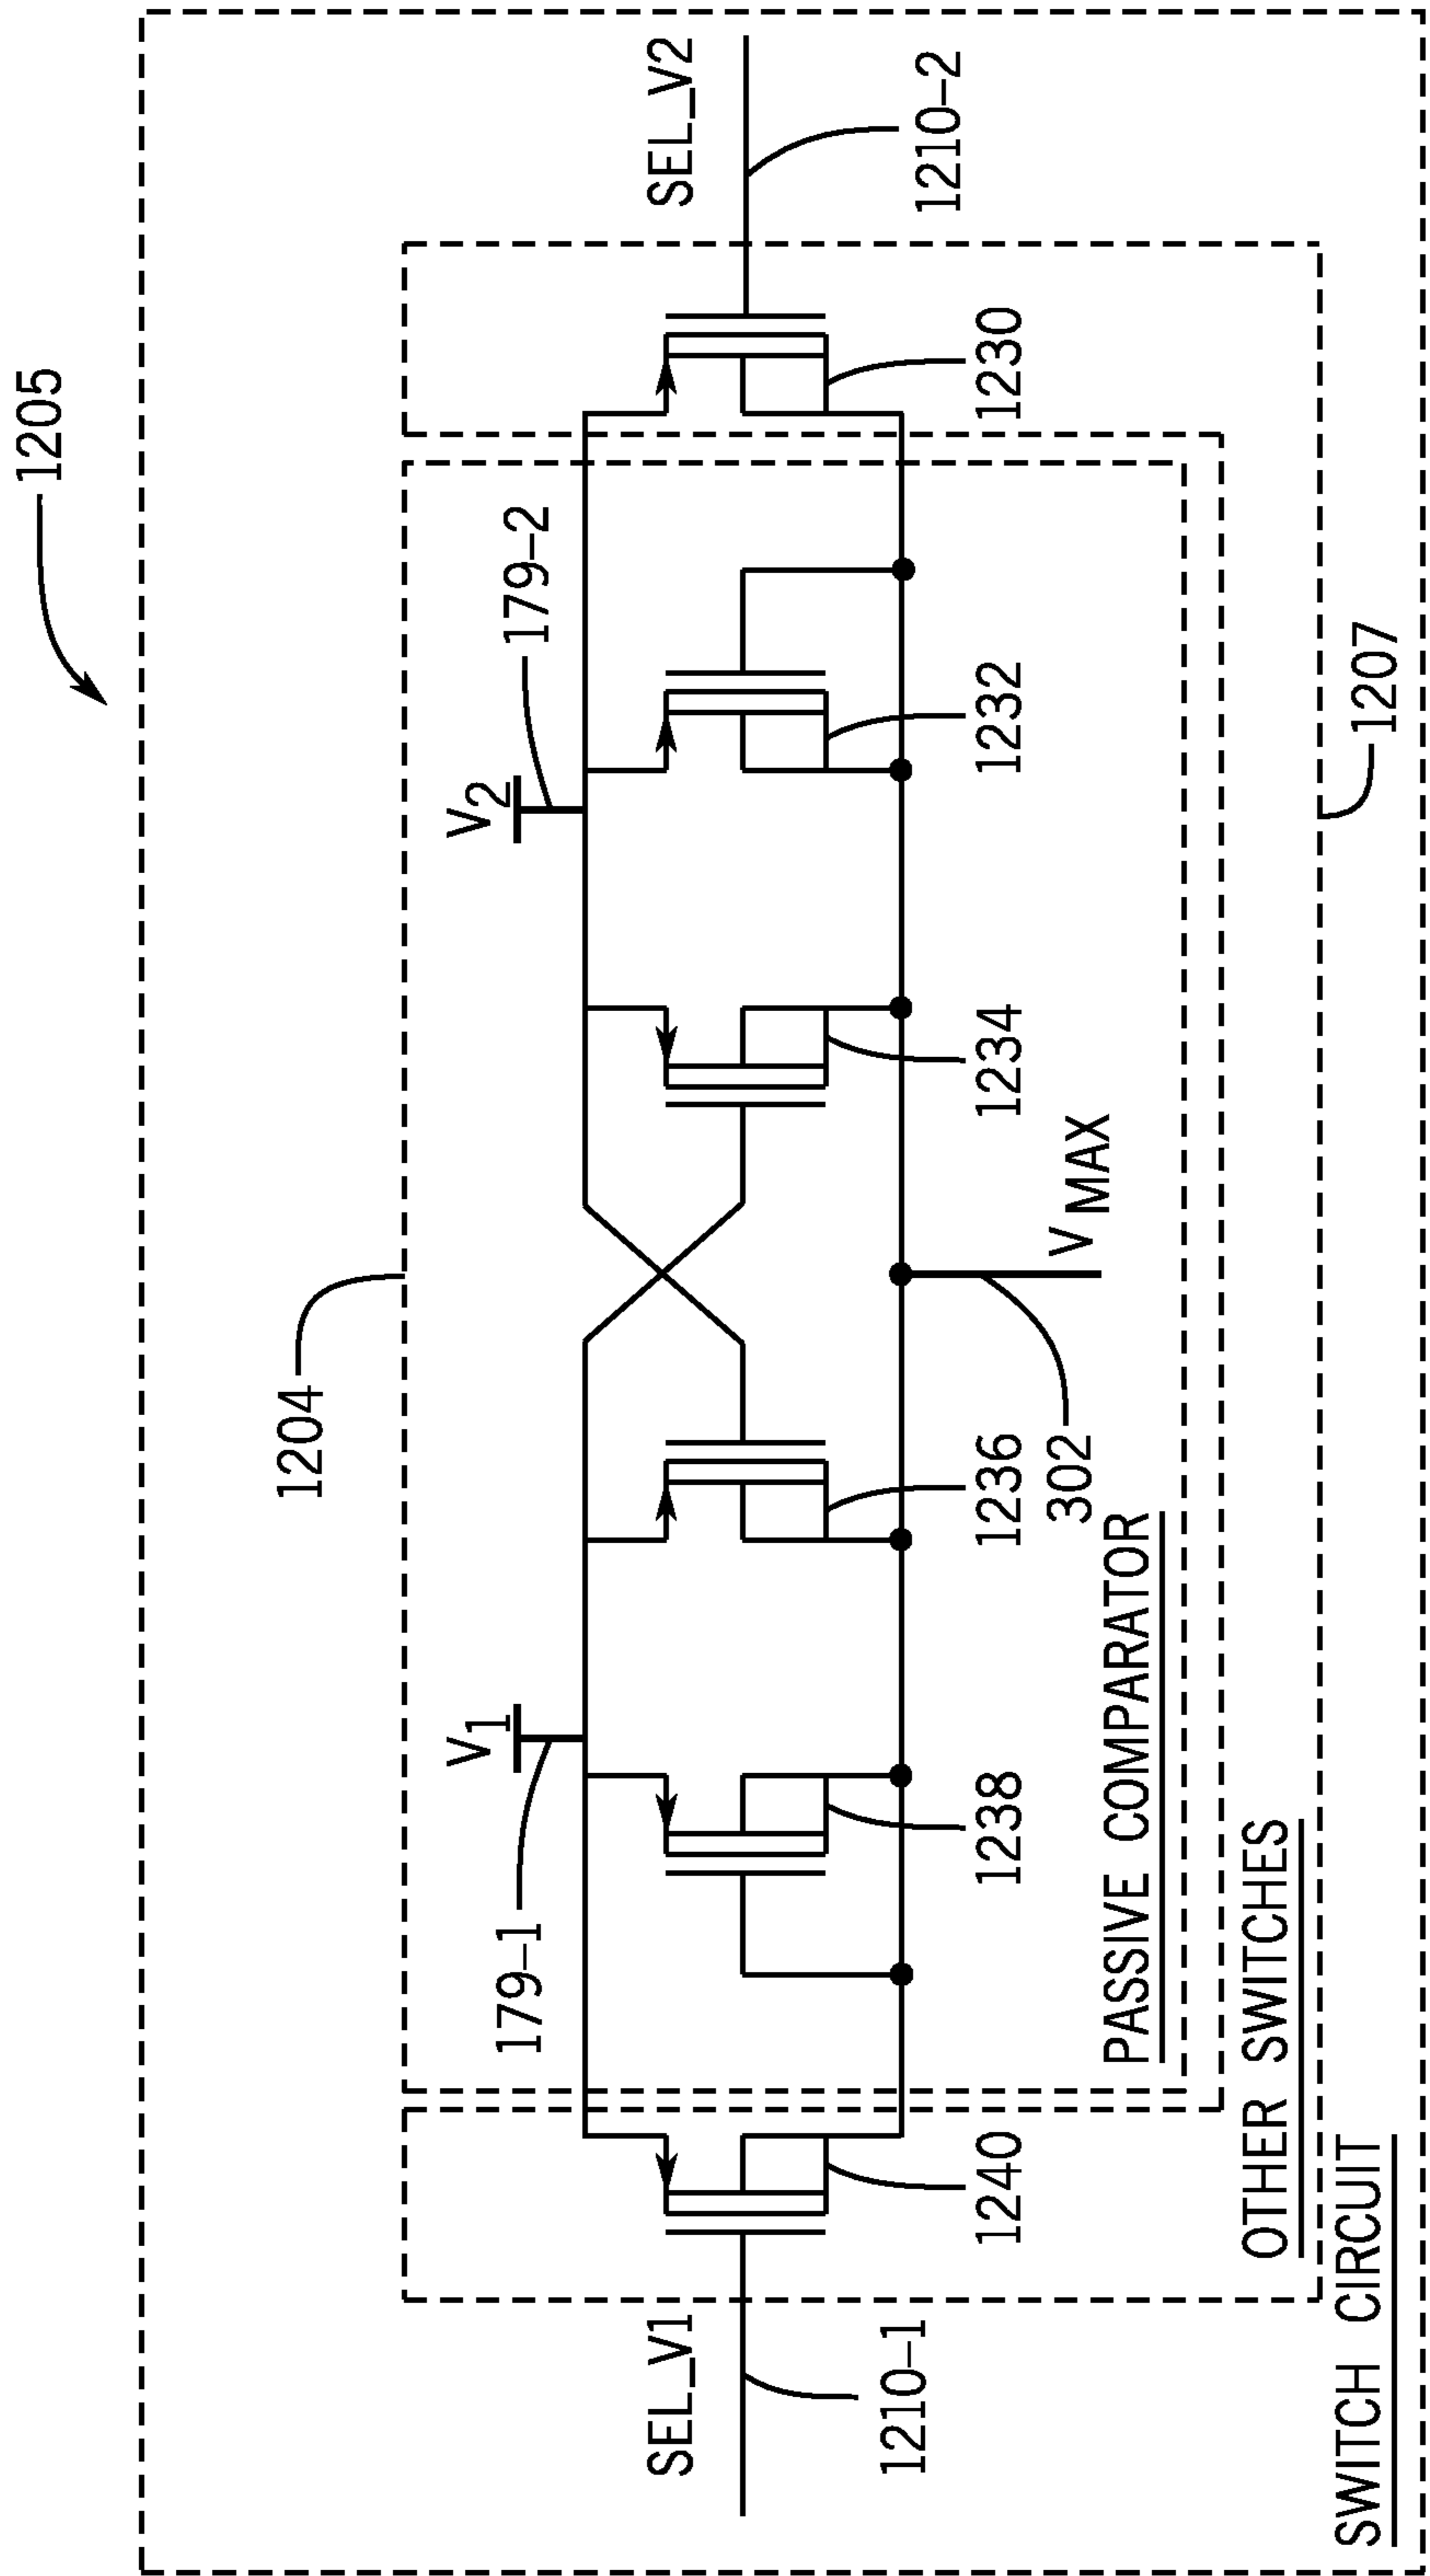 1205
1204
V1
179–1
V2
179–2
SEL_V1
SEL_V2
1210–1
1210–2
1240
1238
1236
1234
1232
1230
302
VMAX
PASSIVE COMPARATOR
OTHER SWITCHES
SWITCH CIRCUIT
1207